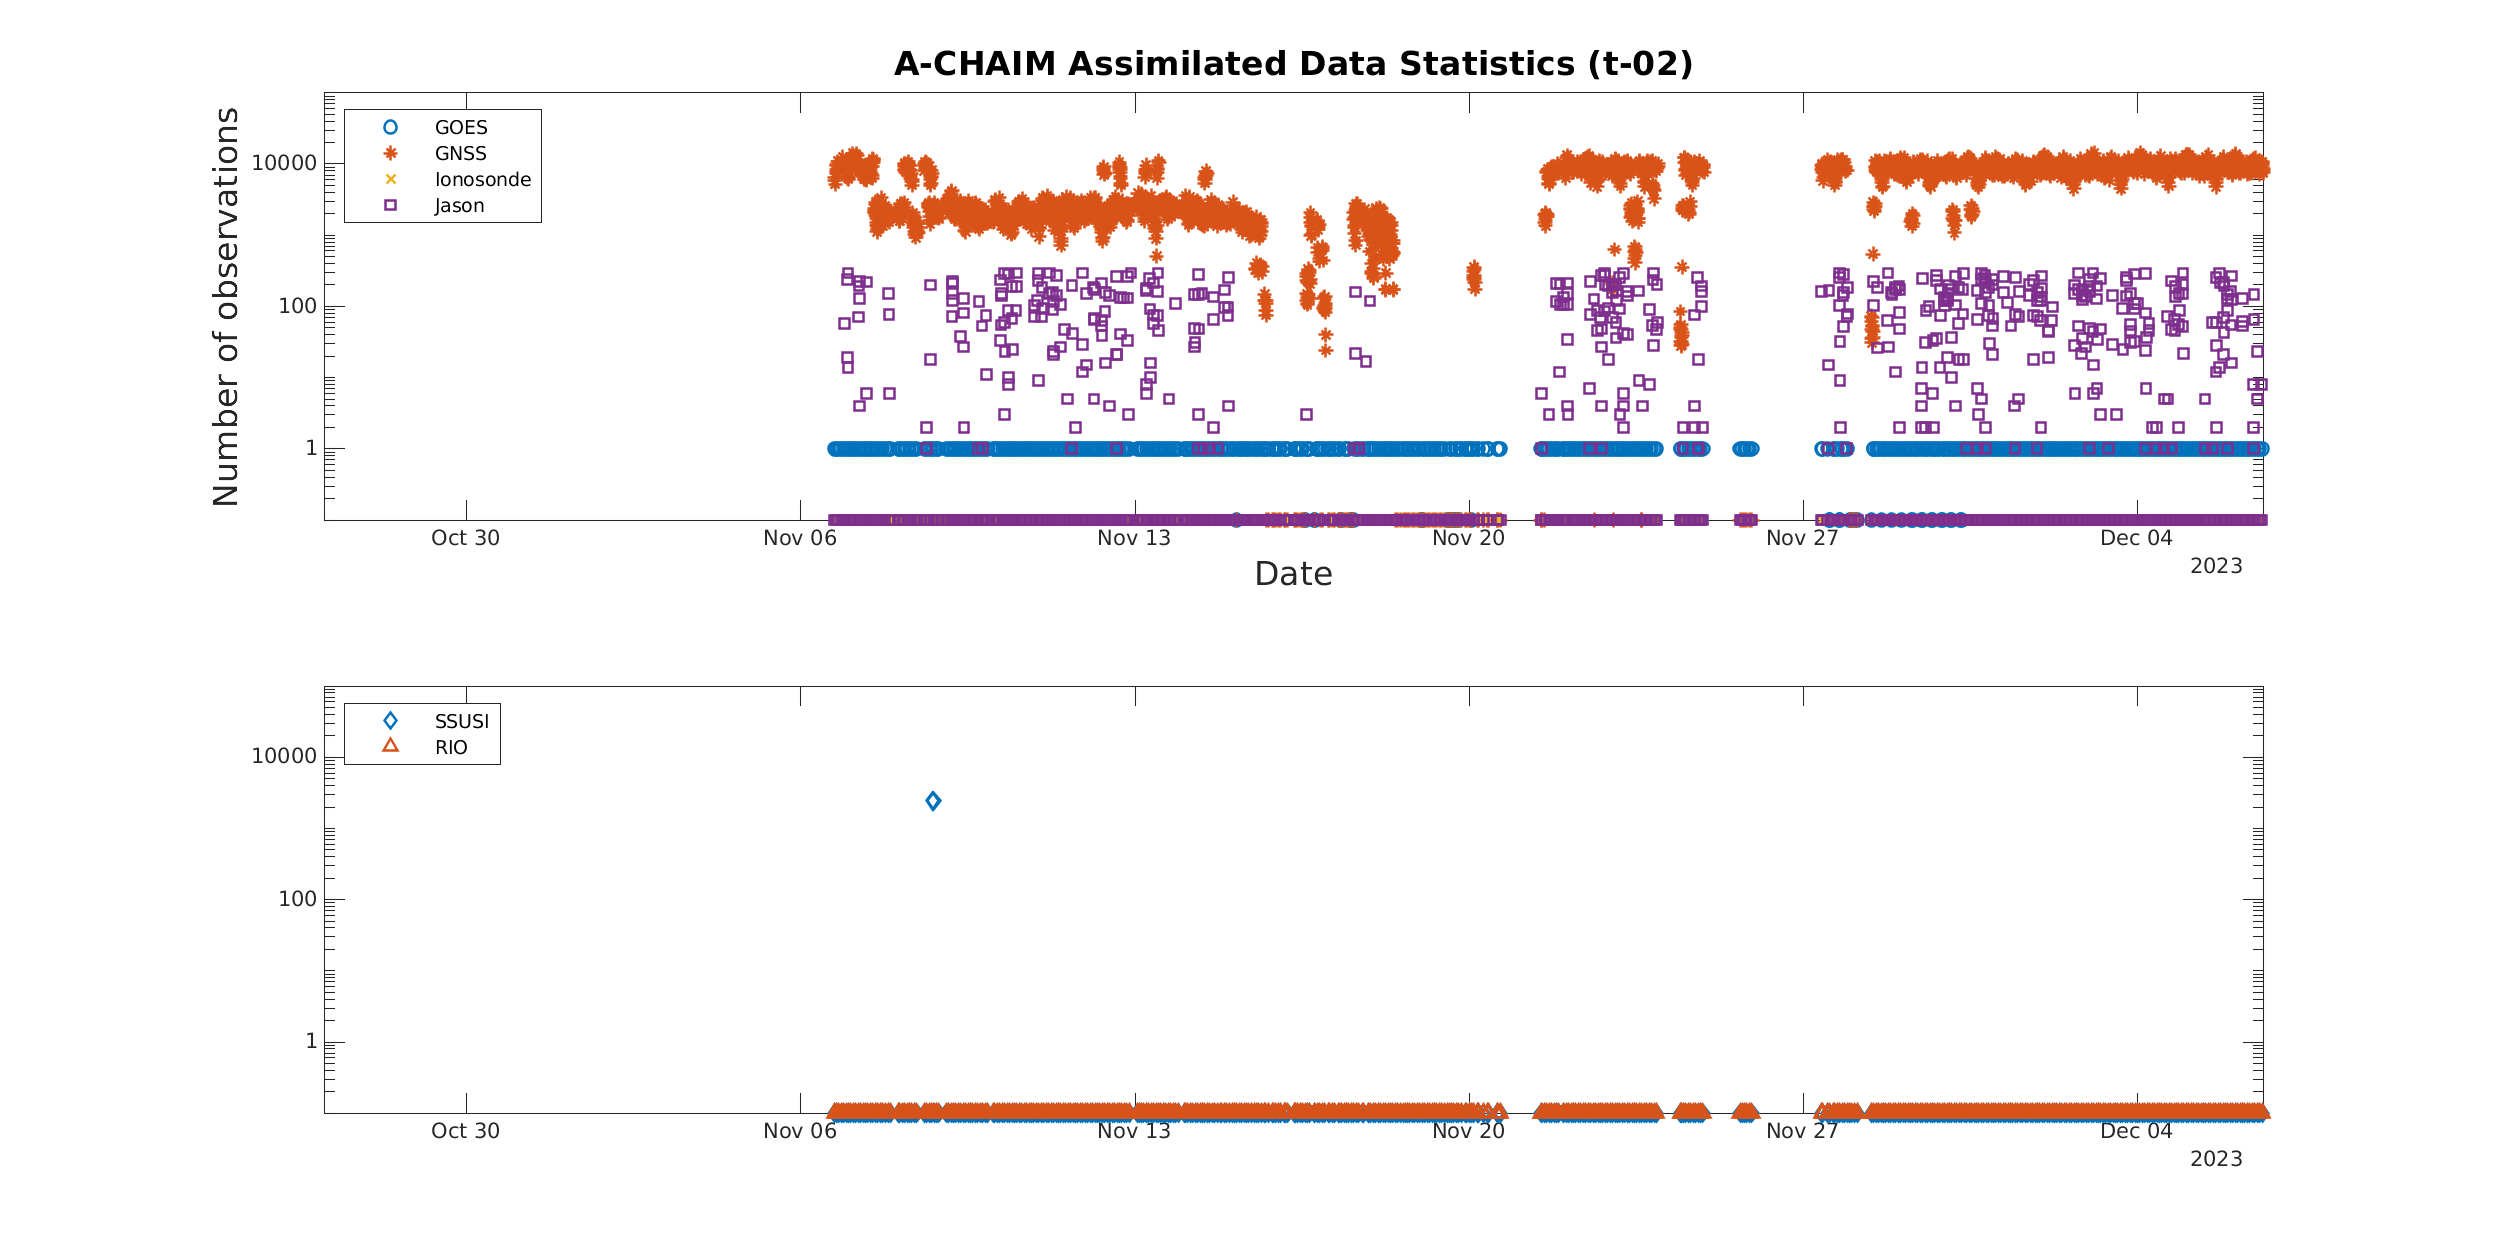 A-CHAIM Assimilated Data Statistics (t-02)
Number of observations
10000
100
1
GOES
GNSS
Ionosonde
Jason
Oct 30
Nov 06
Nov 13
Nov 20
Nov 27
Dec 04
2023
Date
10000
100
1
SSUSI
RIO
Oct 30
Nov 06
Nov 13
Nov 20
Nov 27
Dec 04
2023